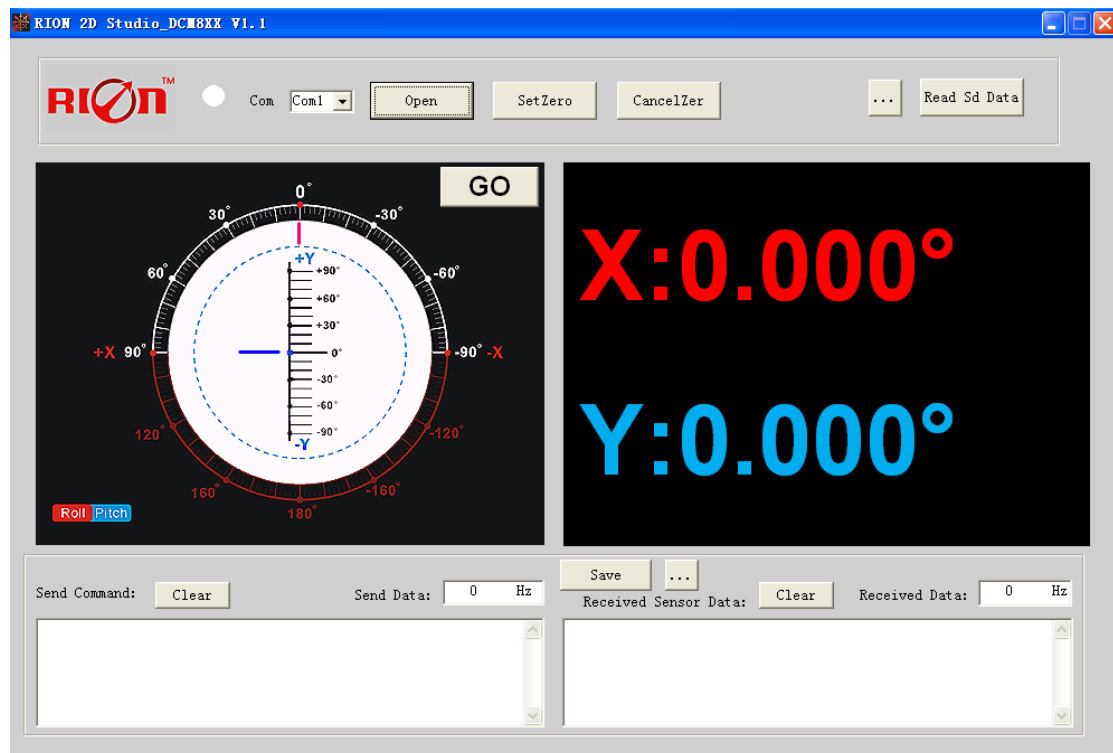 RION 2D Studio_DCM8XX V1.1
RION™
Com Com1 Open SetZero CancelZer ... Read Sd Data
GO
0°
30° -30°
60° -60°
+X 90° -90° -X
120° -120°
160° -160°
180°
+Y
+90°
+60°
+30°
0°
-30°
-60°
-90°
-Y
Roll Pitch
X:0.000°
Y:0.000°
Send Command: Clear Send Data: 0 Hz
Save ...
Received Sensor Data: Clear Received Data: 0 Hz